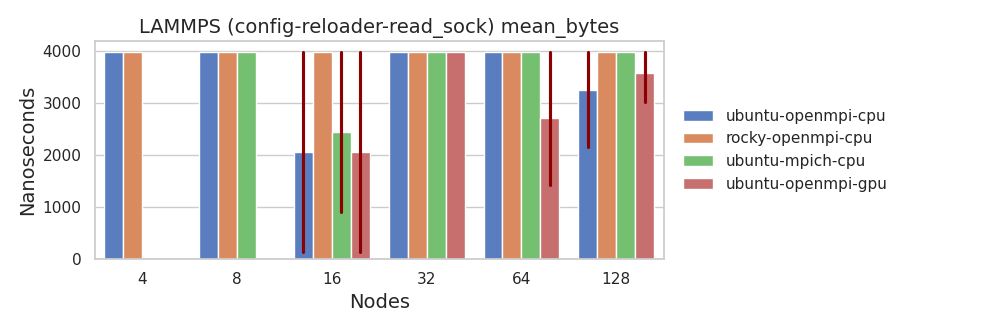 LAMMPS (config-reloader-read_sock) mean_bytes
Nanoseconds
4000
3000
2000
1000
0
4 8 16 32 64 128
Nodes
ubuntu-openmpi-cpu
rocky-openmpi-cpu
ubuntu-mpich-cpu
ubuntu-openmpi-gpu